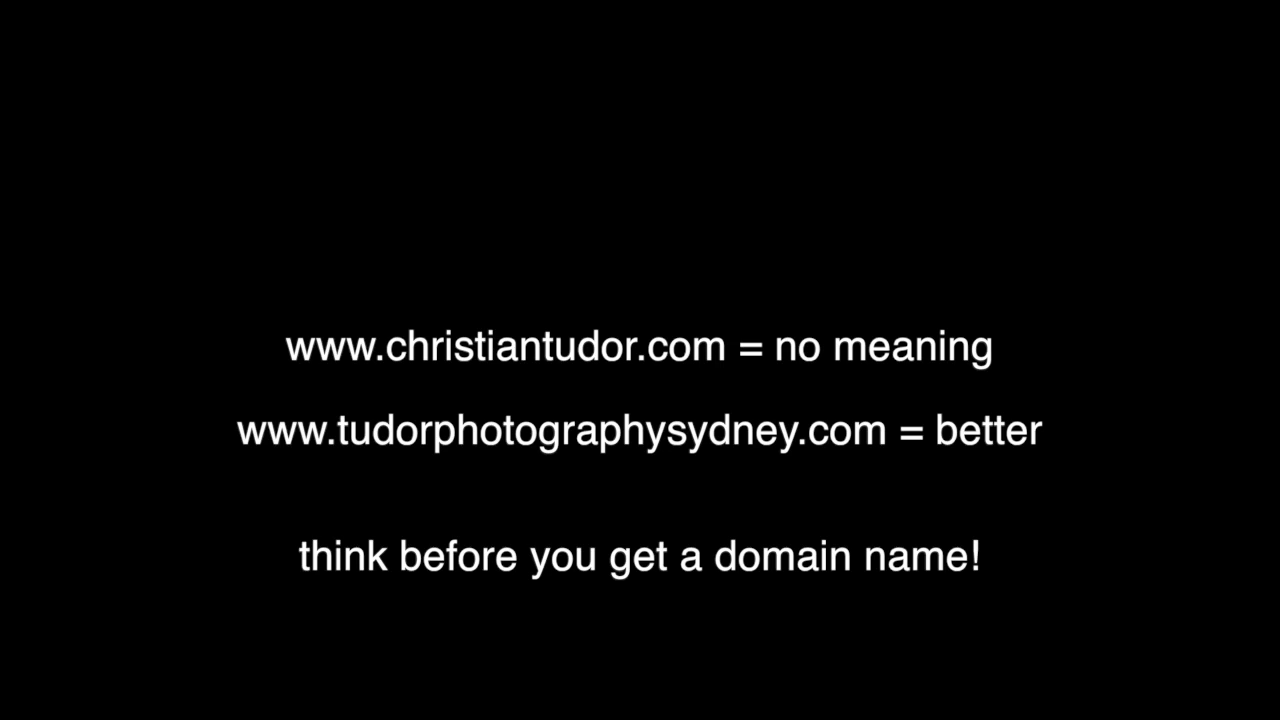 www.christiantudor.com = no meaning
www.tudorphotographysydney.com = better
think before you get a domain name!